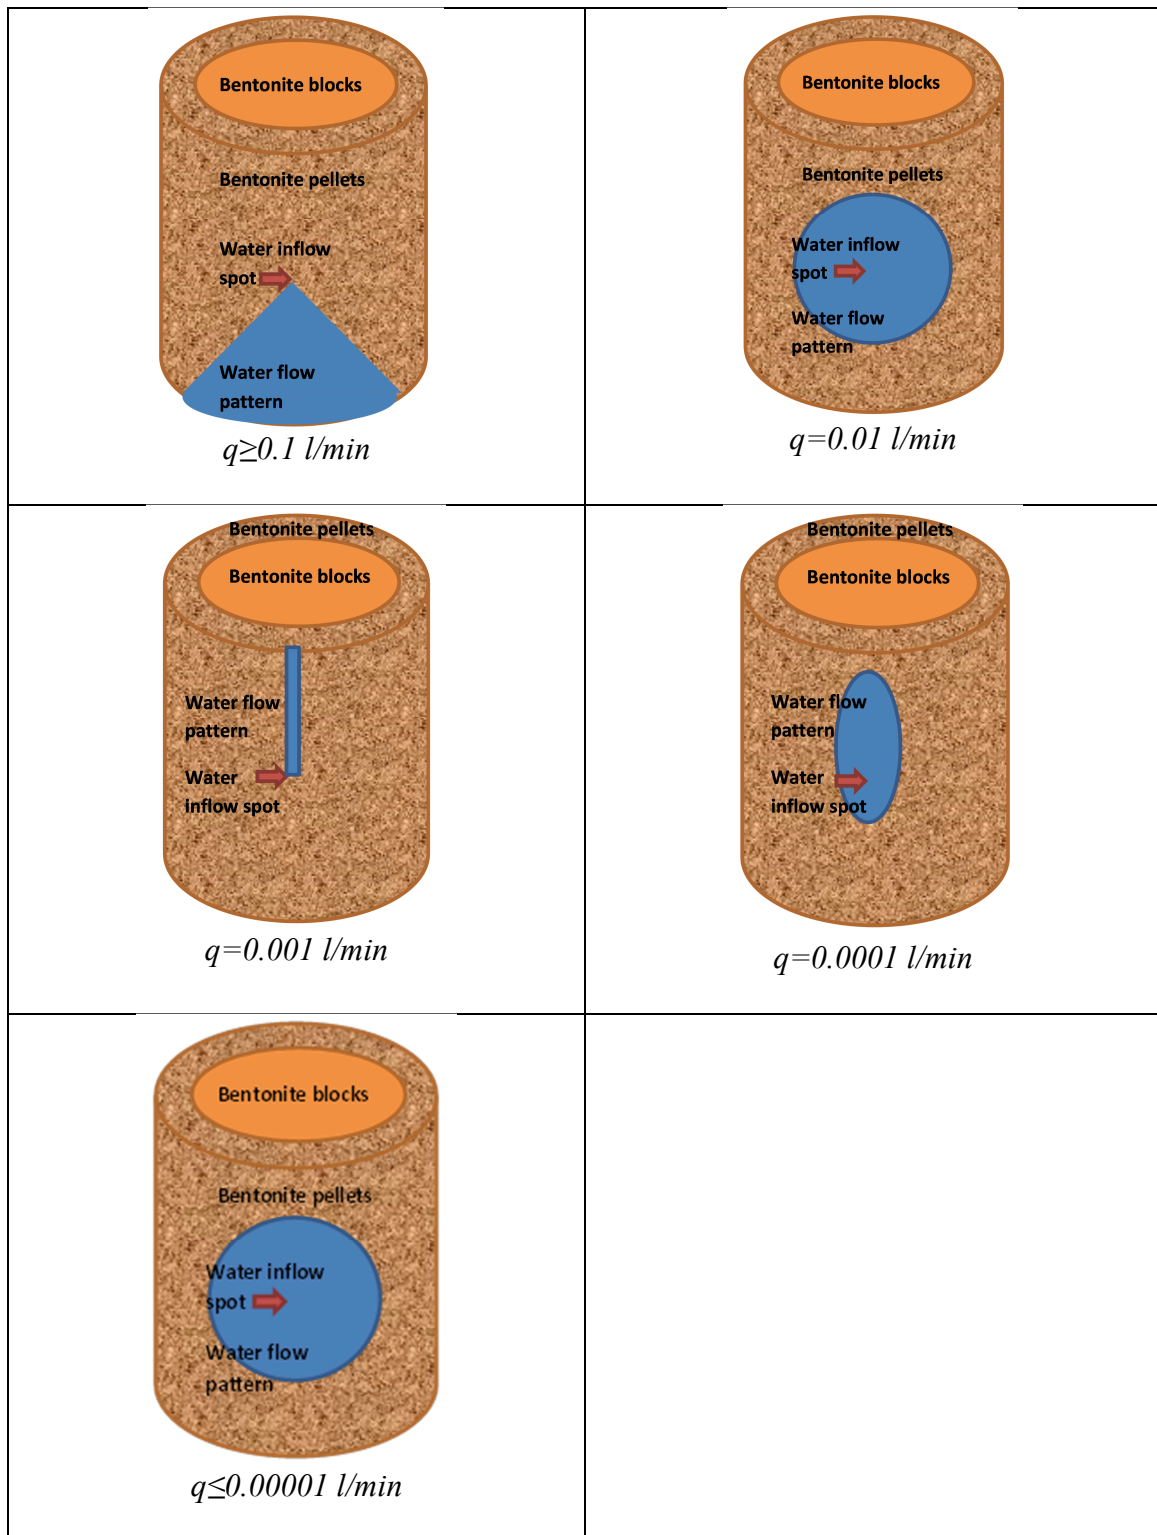 Bentonite blocks
Bentonite pellets
Water inflow
spot
Water flow
pattern
q≥0.1 l/min
Bentonite blocks
Bentonite pellets
Water inflow
spot
Water flow
pattern
q=0.01 l/min
Bentonite pellets
Bentonite blocks
Water flow
pattern
Water
inflow spot
q=0.001 l/min
Bentonite pellets
Bentonite blocks
Water flow
pattern
Water
inflow spot
q=0.0001 l/min
Bentonite blocks
Bentonite pellets
Water inflow
spot
Water flow
pattern
q≤0.00001 l/min